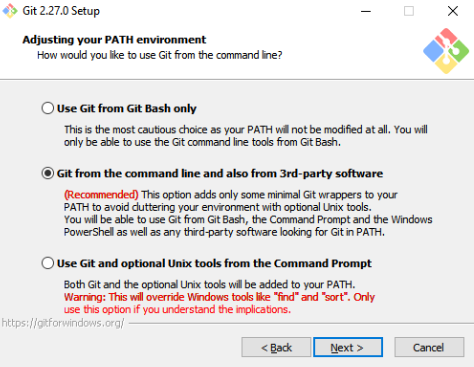 Git 2.27.0 Setup
Adjusting your PATH environment
How would you like to use Git from the command line?
Use Git from Git Bash only
This is the most cautious choice as your PATH will not be modified at all. You will
only be able to use the Git command line tools from Git Bash.
Git from the command line and also from 3rd-party software
(Recommended) This option adds only some minimal Git wrappers to your
PATH to avoid cluttering your environment with optional Unix tools.
You will be able to use Git from Git Bash, the Command Prompt and the Windows
PowerShell as well as any third-party software looking for Git in PATH.
Use Git and optional Unix tools from the Command Prompt
Both Git and the optional Unix tools will be added to your PATH.
Warning: This will override Windows tools like "find" and "sort". Only
use this option if you understand the implications.
https://gitforwindows.org/
< Back
Next >
Cancel